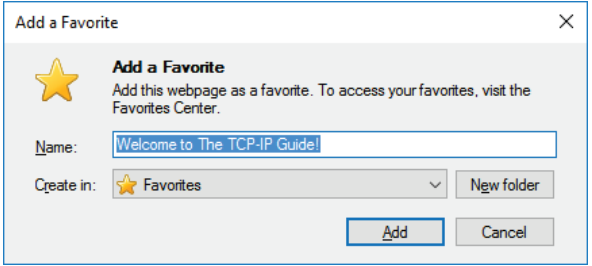 Add a Favorite
Add a Favorite
Add this webpage as a favorite. To access your favorites, visit the
Favorites Center.
Name: Welcome to The TCP-IP Guide!
Create in: Favorites New folder
Add Cancel